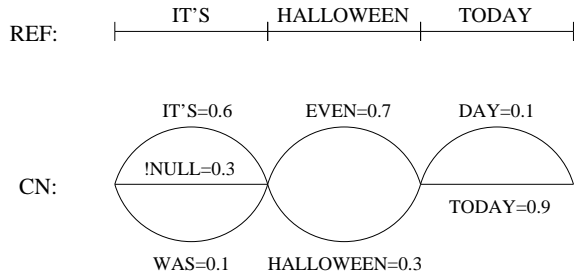 REF: IT'S HALLOWEEN TODAY
IT'S=0.6 EVEN=0.7 DAY=0.1
!NULL=0.3
CN:
TODAY=0.9
WAS=0.1 HALLOWEEN=0.3